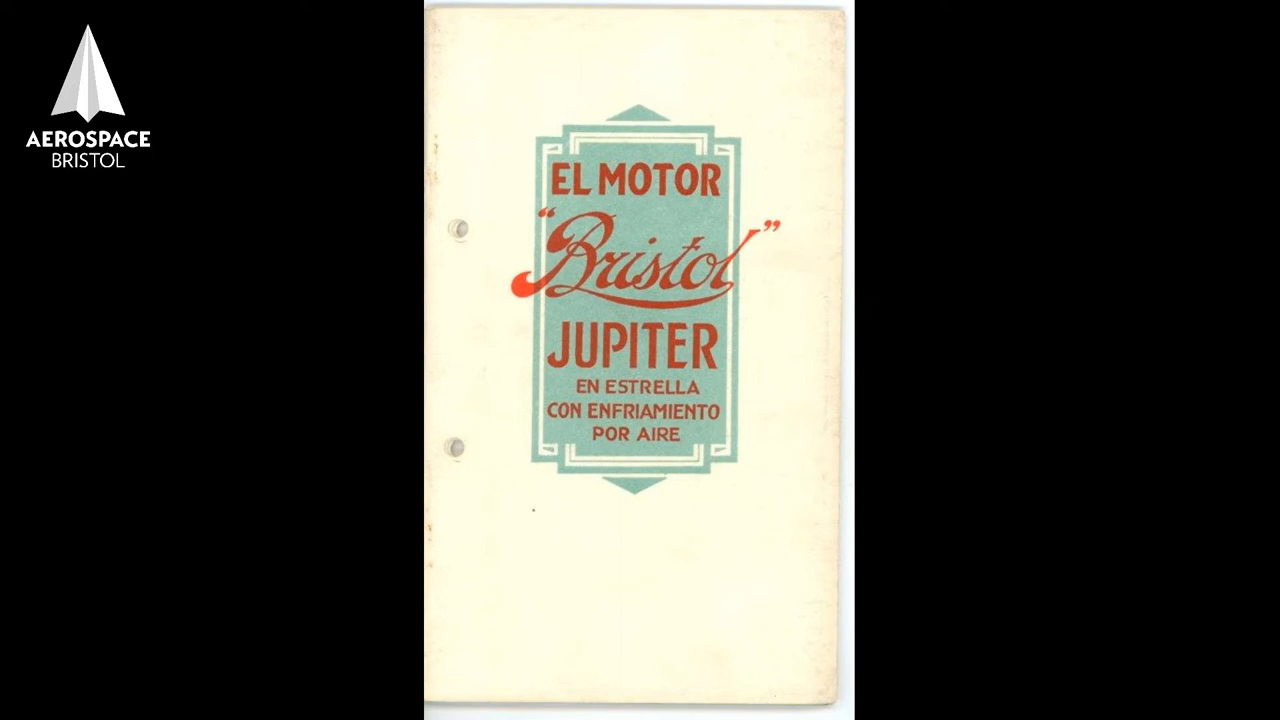 AEROSPACE
BRISTOL
EL MOTOR
"Bristol"
JUPITER
EN ESTRELLA
CON ENFRIAMIENTO
POR AIRE